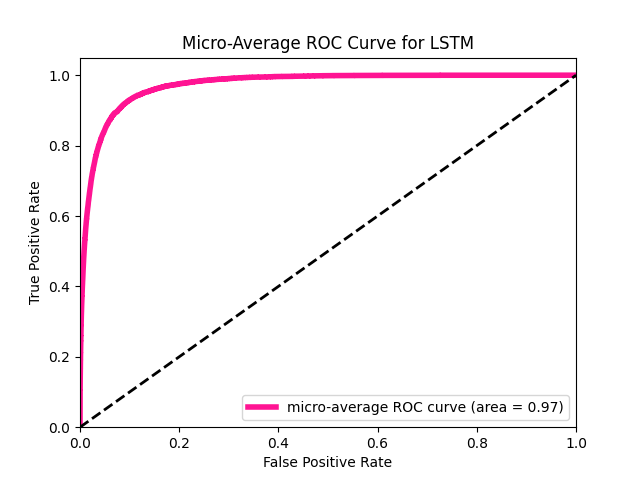 Micro-Average ROC Curve for LSTM
True Positive Rate
1.0
0.8
0.6
0.4
0.2
0.0
micro-average ROC curve (area = 0.97)
0.0 0.2 0.4 0.6 0.8 1.0
False Positive Rate